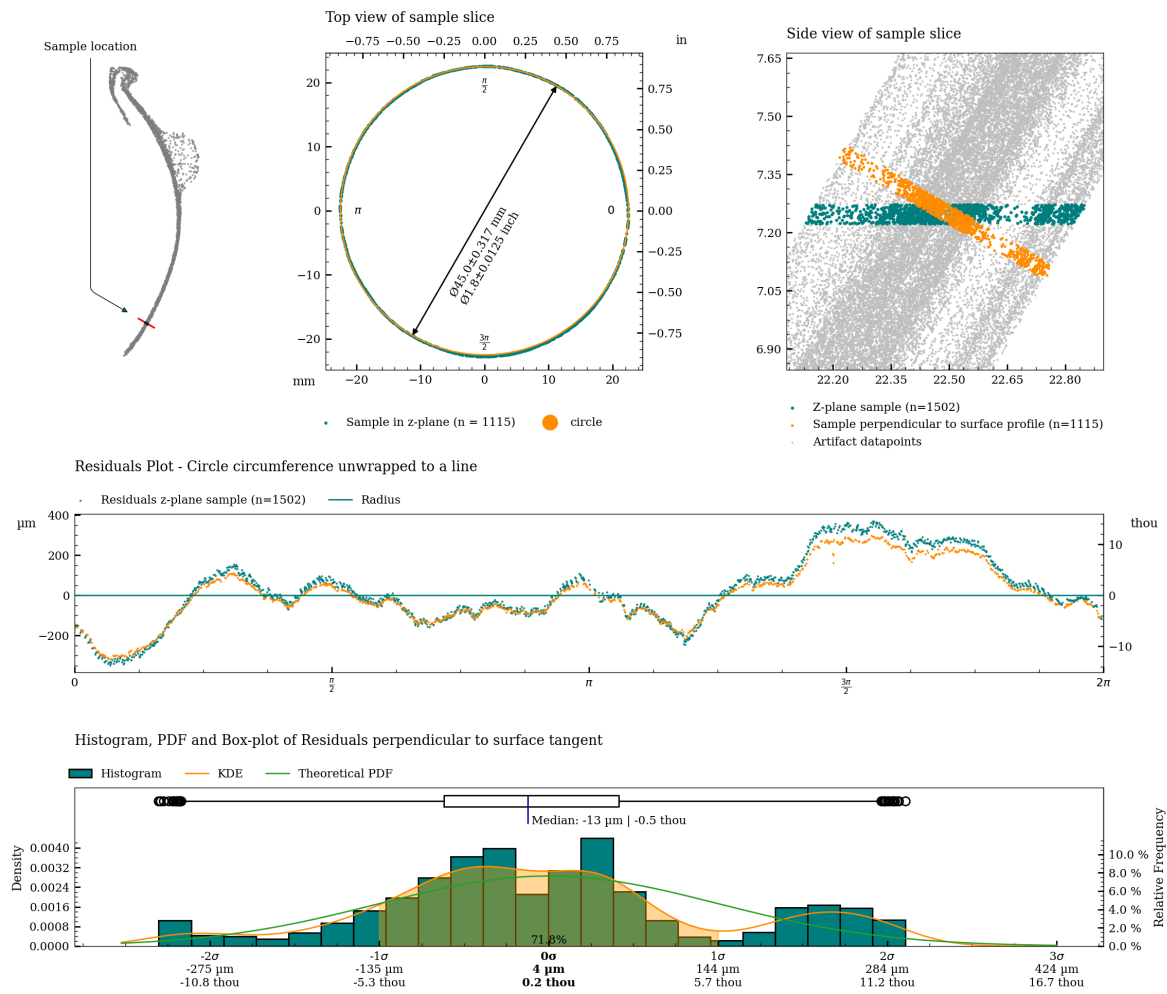 Sample location
Top view of sample slice
−0.75 −0.50 −0.25 0.00 0.25 0.50 0.75 in
20 10 0 −10 −20
0.75 0.50 0.25 0.00 −0.25 −0.50 −0.75
π/2
π 0
3π/2
Ø45.0±0.317 mm
Ø1.8±0.0125 inch
mm −20 −10 0 10 20
Sample in z-plane (n = 1115) circle
Side view of sample slice
7.65
7.50
7.35
7.20
7.05
6.90
22.20 22.35 22.50 22.65 22.80
Z-plane sample (n=1502)
Sample perpendicular to surface profile (n=1115)
Artifact datapoints
Residuals Plot - Circle circumference unwrapped to a line
Residuals z-plane sample (n=1502) Radius
µm 400 200 0 −200
thou 10 0 −10
0 π/2 π 3π/2 2π
Histogram, PDF and Box-plot of Residuals perpendicular to surface tangent
Histogram KDE Theoretical PDF
Median: -13 µm | -0.5 thou
Density
0.0040
0.0032
0.0024
0.0016
0.0008
0.0000
Relative Frequency
10.0 %
8.0 %
6.0 %
4.0 %
2.0 %
0.0 %
71.8%
-2σ -1σ 0σ 1σ 2σ 3σ
-275 µm -135 µm 4 µm 144 µm 284 µm 424 µm
-10.8 thou -5.3 thou 0.2 thou 5.7 thou 11.2 thou 16.7 thou